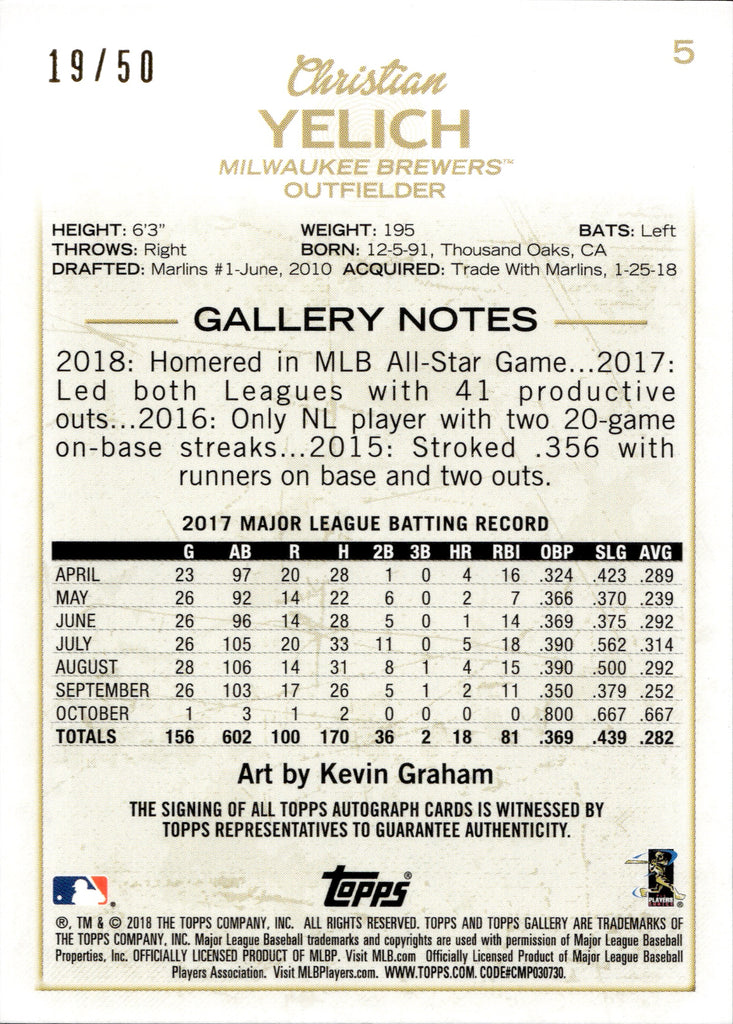 19/50
5
Christian
YELICH
MILWAUKEE BREWERS™
OUTFIELDER
HEIGHT: 6'3" WEIGHT: 195 BATS: Left
THROWS: Right BORN: 12-5-91, Thousand Oaks, CA
DRAFTED: Marlins #1-June, 2010 ACQUIRED: Trade With Marlins, 1-25-18
GALLERY NOTES
2018: Homered in MLB All-Star Game...2017:
Led both Leagues with 41 productive
outs...2016: Only NL player with two 20-game
on-base streaks...2015: Stroked .356 with
runners on base and two outs.
2017 MAJOR LEAGUE BATTING RECORD
G AB R H 2B 3B HR RBI OBP SLG AVG
APRIL 23 97 20 28 1 0 4 16 .324 .423 .289
MAY 26 92 14 22 6 0 2 7 .366 .370 .239
JUNE 26 96 14 28 5 0 1 14 .369 .375 .292
JULY 26 105 20 33 11 0 5 18 .390 .562 .314
AUGUST 28 106 14 31 8 1 4 15 .390 .500 .292
SEPTEMBER 26 103 17 26 5 1 2 11 .350 .379 .252
OCTOBER 1 3 1 2 0 0 0 0 .800 .667 .667
TOTALS 156 602 100 170 36 2 18 81 .369 .439 .282
Art by Kevin Graham
THE SIGNING OF ALL TOPPS AUTOGRAPH CARDS IS WITNESSED BY
TOPPS REPRESENTATIVES TO GUARANTEE AUTHENTICITY.
®
topps®
PLAYERS
®
®, TM & © 2018 THE TOPPS COMPANY, INC. ALL RIGHTS RESERVED. TOPPS AND TOPPS GALLERY ARE TRADEMARKS OF
THE TOPPS COMPANY, INC. Major League Baseball trademarks and copyrights are used with permission of Major League Baseball
Properties, Inc. OFFICIALLY LICENSED PRODUCT OF MLBP. Visit MLB.com Officially Licensed Product of Major League Baseball
Players Association. Visit MLBPlayers.com. WWW.TOPPS.COM. CODE#CMP030730.